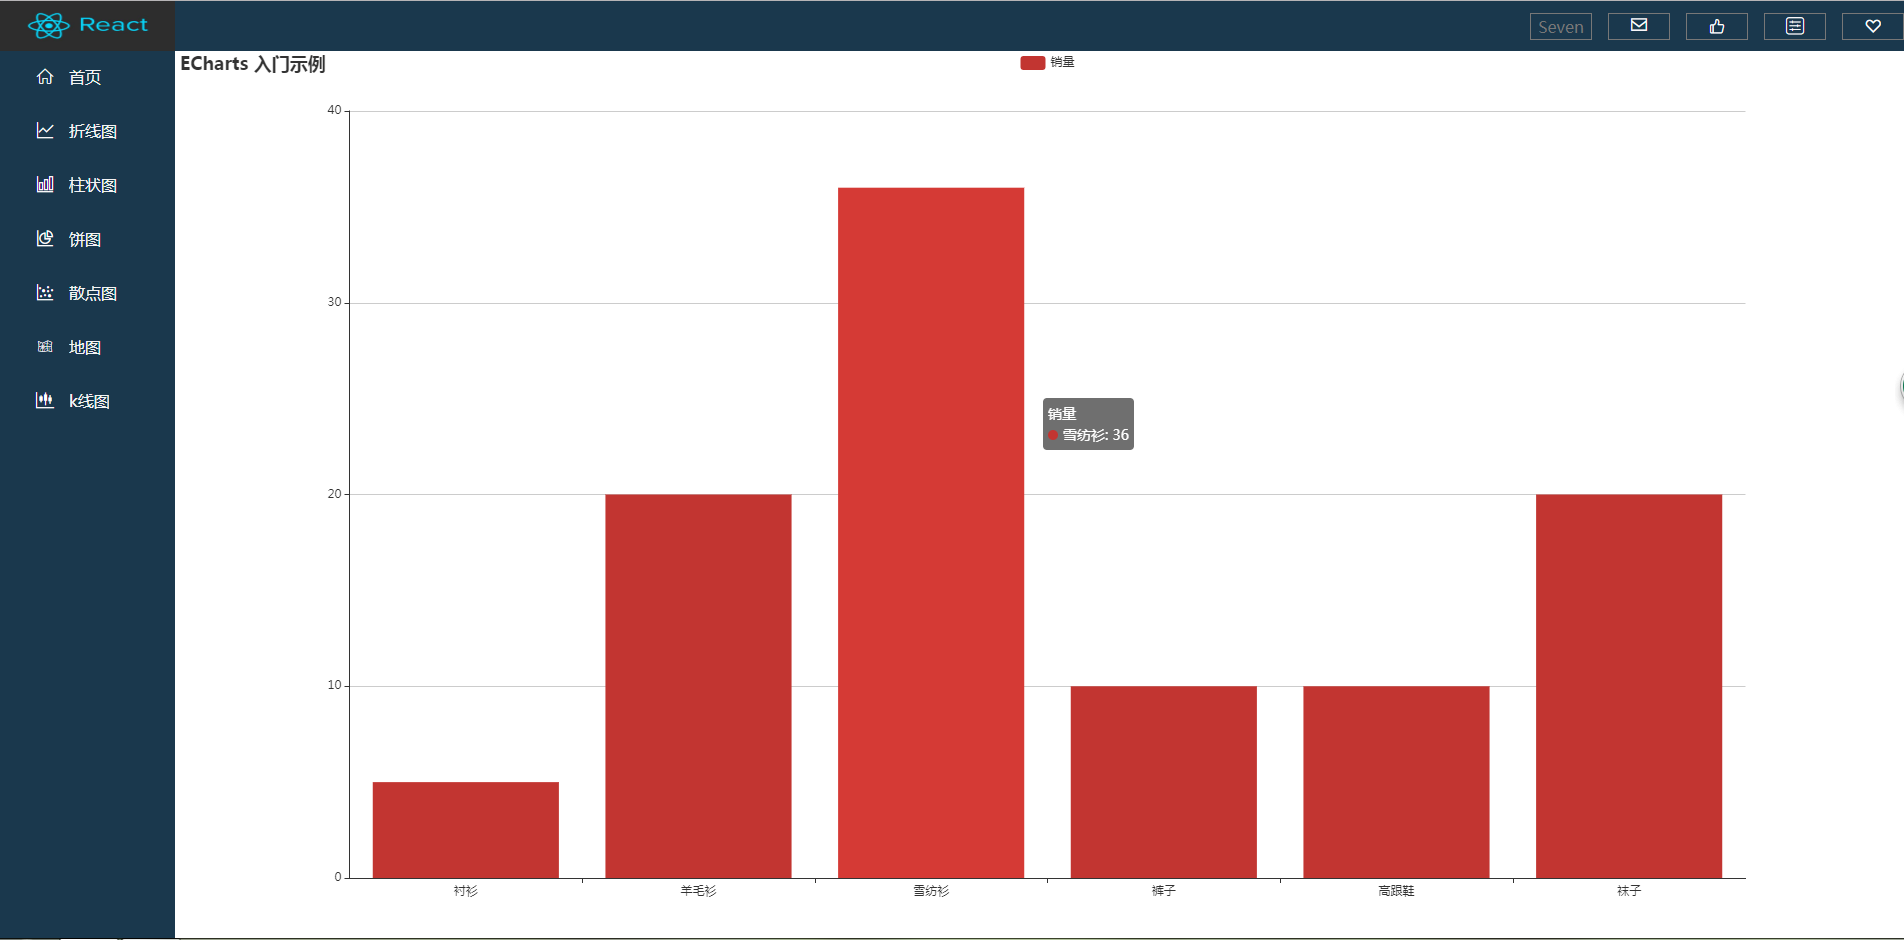 React
Seven
首页
折线图
柱状图
饼图
散点图
地图
k线图
ECharts 入门示例
销量
40
30
20
10
0
销量
雪纺衫: 36
衬衫
羊毛衫
雪纺衫
裤子
高跟鞋
袜子